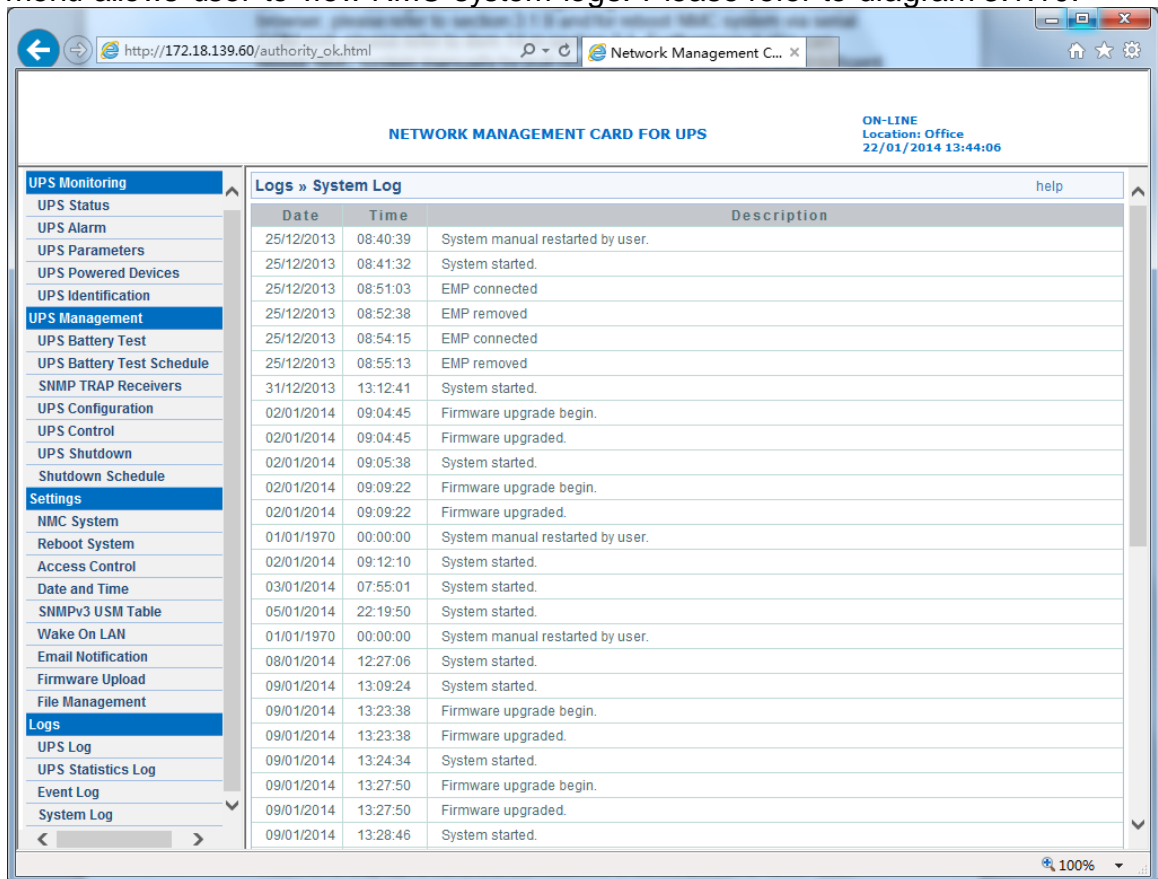 menu allows user to view NMC system logs. Please refer to diagram
http://172.18.139.60/authority_ok.html
Network Management C...
NETWORK MANAGEMENT CARD FOR UPS
ON-LINE
Location: Office
22/01/2014 13:44:06
UPS Monitoring
UPS Status
UPS Alarm
UPS Parameters
UPS Powered Devices
UPS Identification
UPS Management
UPS Battery Test
UPS Battery Test Schedule
SNMP TRAP Receivers
UPS Configuration
UPS Control
UPS Shutdown
Shutdown Schedule
Settings
NMC System
Reboot System
Access Control
Date and Time
SNMPv3 USM Table
Wake On LAN
Email Notification
Firmware Upload
File Management
Logs
UPS Log
UPS Statistics Log
Event Log
System Log
Logs » System Log help
Date Time Description
25/12/2013 08:40:39 System manual restarted by user.
25/12/2013 08:41:32 System started.
25/12/2013 08:51:03 EMP connected
25/12/2013 08:52:38 EMP removed
25/12/2013 08:54:15 EMP connected
25/12/2013 08:55:13 EMP removed
31/12/2013 13:12:41 System started.
02/01/2014 09:04:45 Firmware upgrade begin.
02/01/2014 09:04:45 Firmware upgraded.
02/01/2014 09:05:38 System started.
02/01/2014 09:09:22 Firmware upgrade begin.
02/01/2014 09:09:22 Firmware upgraded.
01/01/1970 00:00:00 System manual restarted by user.
02/01/2014 09:12:10 System started.
03/01/2014 07:55:01 System started.
05/01/2014 22:19:50 System started.
01/01/1970 00:00:00 System manual restarted by user.
08/01/2014 12:27:06 System started.
09/01/2014 13:09:24 System started.
09/01/2014 13:23:38 Firmware upgrade begin.
09/01/2014 13:23:38 Firmware upgraded.
09/01/2014 13:24:34 System started.
09/01/2014 13:27:50 Firmware upgrade begin.
09/01/2014 13:27:50 Firmware upgraded.
09/01/2014 13:28:46 System started.
100%